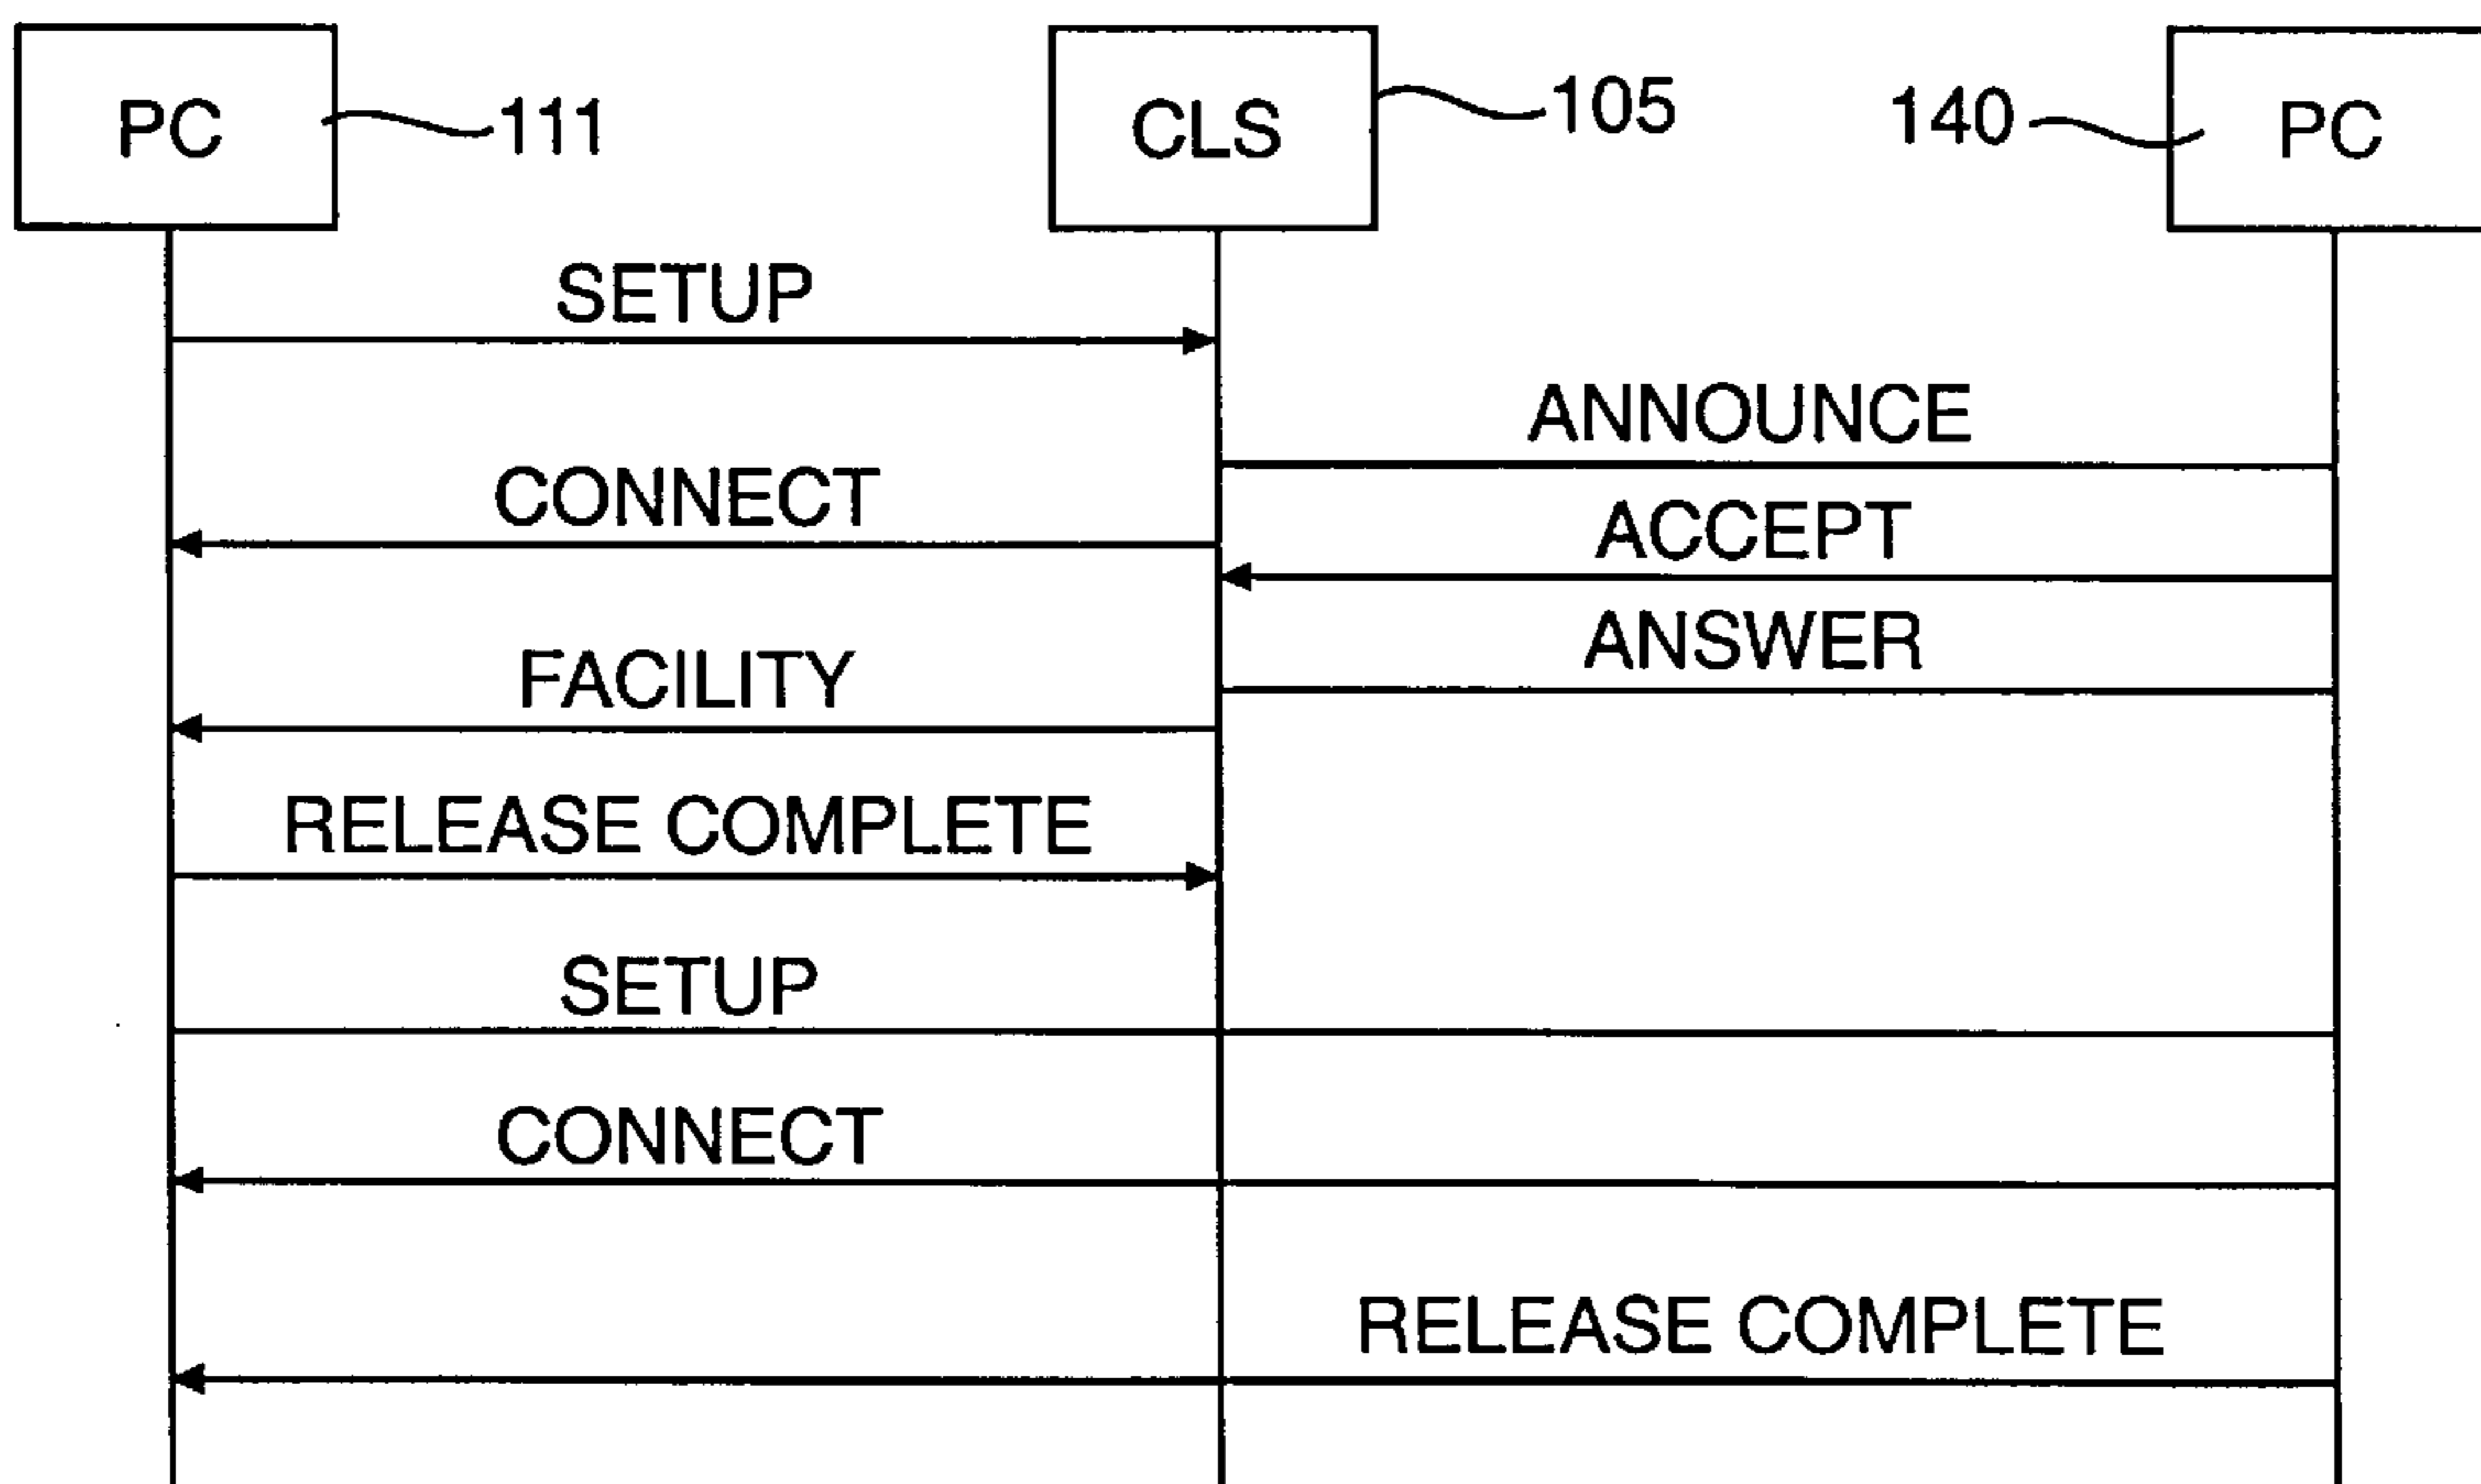 PC
111
CLS
105
140
PC
SETUP
ANNOUNCE
CONNECT
ACCEPT
ANSWER
FACILITY
RELEASE COMPLETE
SETUP
CONNECT
RELEASE COMPLETE